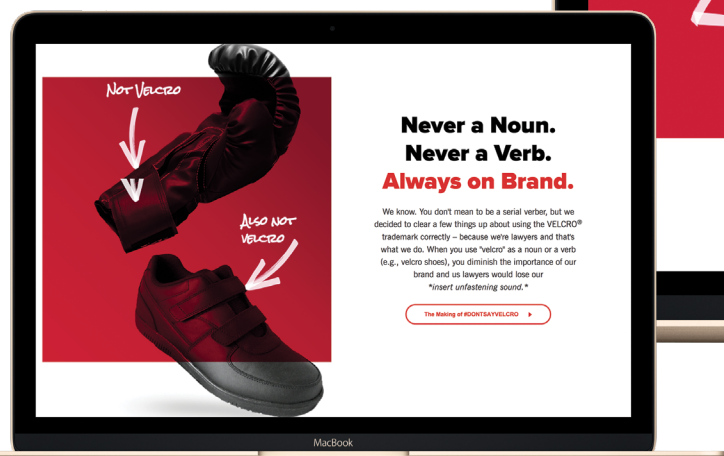 Not Velcro
Also not
velcro
Never a Noun.
Never a Verb.
Always on Brand.
We know. You don't mean to be a serial verber, but we
decided to clear a few things up about using the VELCRO®
trademark correctly – because we're lawyers and that's
what we do. When you use "velcro" as a noun or a verb
(e.g., velcro shoes), you diminish the importance of our
brand and us lawyers would lose our
*insert unfastening sound.*
The Making of #DONTSAYVELCRO
MacBook